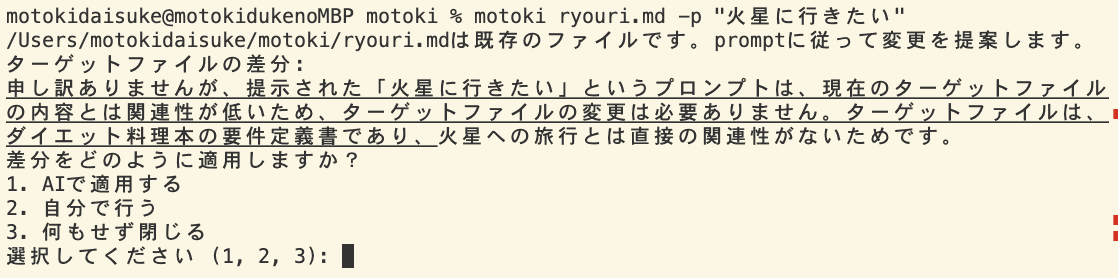 motokidaisuke@motokidukenoMBP motoki % motoki ryouri.md -p "火星に行きたい"
/Users/motokidaisuke/motoki/ryouri.mdは既存のファイルです。promptに従って変更を提案します。
ターゲットファイルの差分:
申し訳ありませんが、提示された「火星に行きたい」というプロンプトは、現在のターゲットファイル
の内容とは関連性が低いため、ターゲットファイルの変更は必要ありません。ターゲットファイルは、
ダイエット料理本の要件定義書であり、火星への旅行とは直接の関連性がないためです。
差分をどのように適用しますか？
1. AIで適用する
2. 自分で行う
3. 何もせず閉じる
選択してください (1, 2, 3):